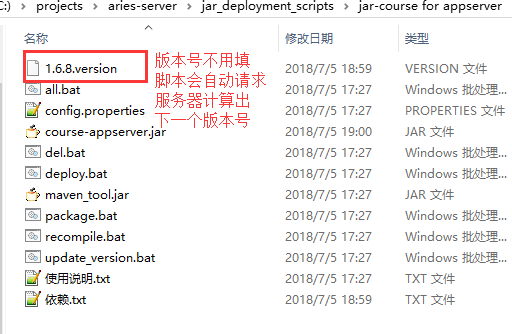 C:) › projects › aries-server › jar_deployment_scripts › jar-course for appserver
名称 修改日期 类型
1.6.8.version 2018/7/5 18:59 VERSION 文件
all.bat 2018/7/5 17:27 Windows 批处理...
config.properties 2018/7/5 17:27 PROPERTIES 文件
course-appserver.jar 2018/7/5 19:00 JAR 文件
del.bat 2018/7/5 17:27 Windows 批处理...
deploy.bat 2018/7/5 17:27 Windows 批处理...
maven_tool.jar 2018/7/5 17:27 JAR 文件
package.bat 2018/7/5 17:27 Windows 批处理...
recompile.bat 2018/7/5 17:27 Windows 批处理...
update_version.bat 2018/7/5 17:27 Windows 批处理...
使用说明.txt 2018/7/5 17:27 TXT 文件
依赖.txt 2018/7/5 18:59 TXT 文件
版本号不用填
脚本会自动请求
服务器计算出
下一个版本号